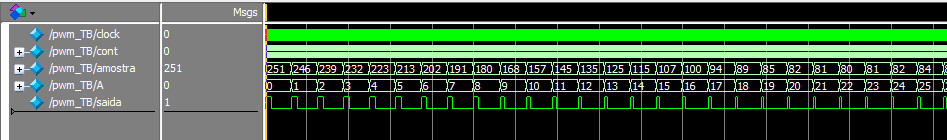 Msgs
/pwm_TB/clock 0
/pwm_TB/cont 0
/pwm_TB/amostra 251 251 246 239 232 223 213 202 191 180 168 157 145 135 125 115 107 100 94 89 85 82 81 80 81 82 84
/pwm_TB/A 0 0 1 2 3 4 5 6 7 8 9 10 11 12 13 14 15 16 17 18 19 20 21 22 23 24 25
/pwm_TB/saida 1